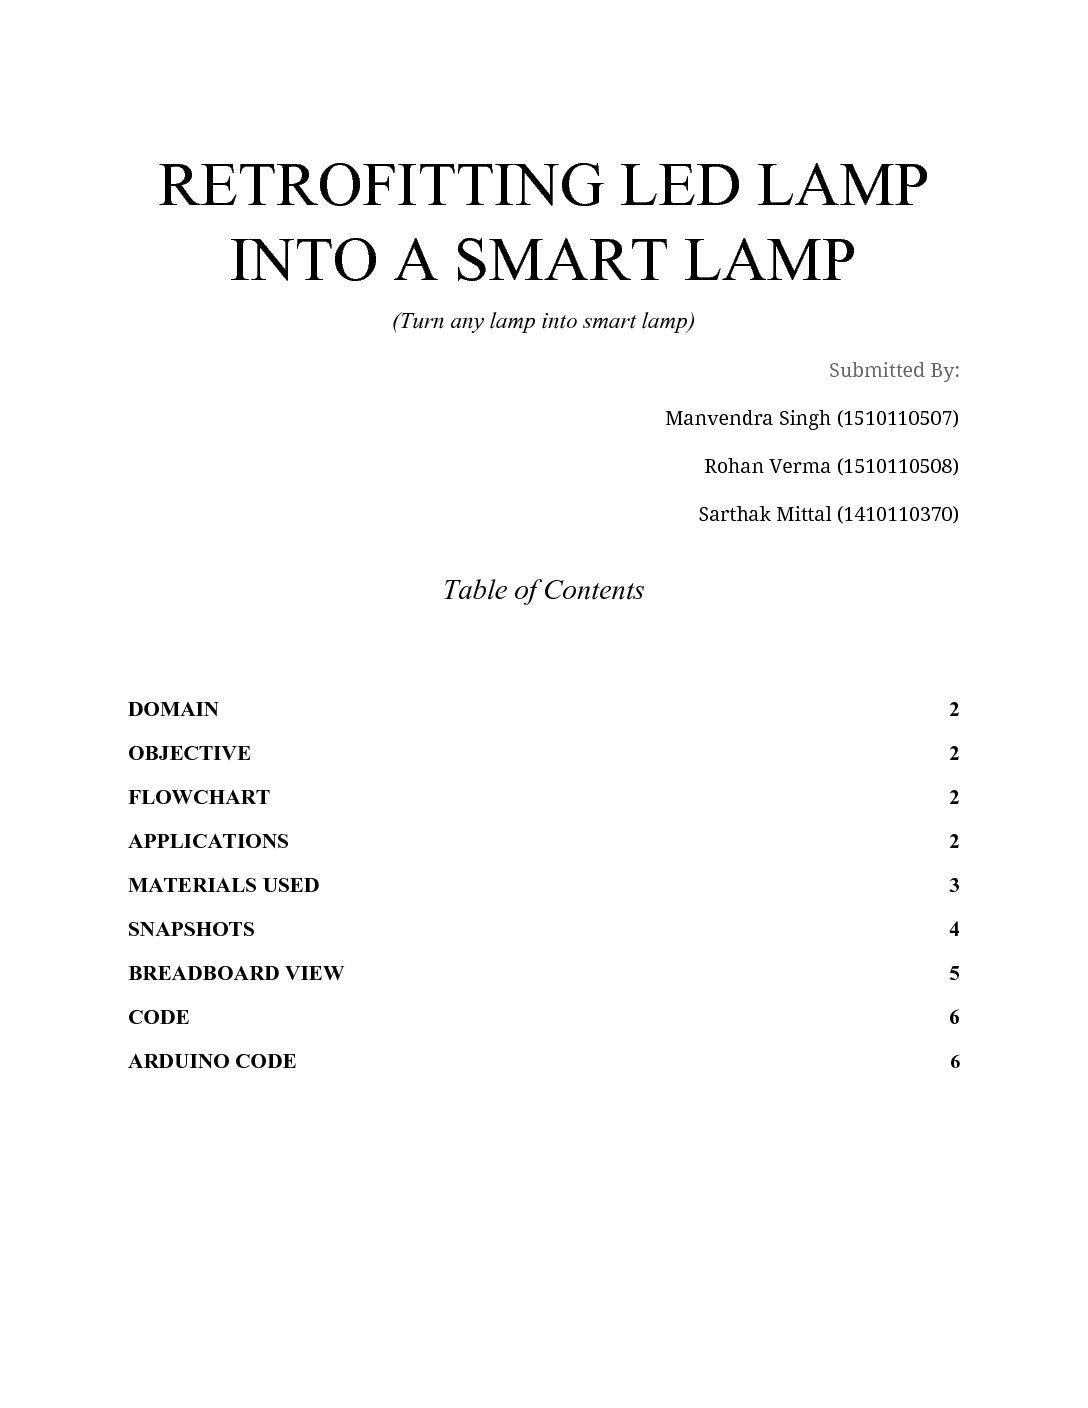 RETROFITTING LED LAMP
INTO A SMART LAMP
(Turn any lamp into smart lamp)
Submitted By:
Manvendra Singh (1510110507)
Rohan Verma (1510110508)
Sarthak Mittal (1410110370)
Table of Contents
DOMAIN 2
OBJECTIVE 2
FLOWCHART 2
APPLICATIONS 2
MATERIALS USED 3
SNAPSHOTS 4
BREADBOARD VIEW 5
CODE 6
ARDUINO CODE 6